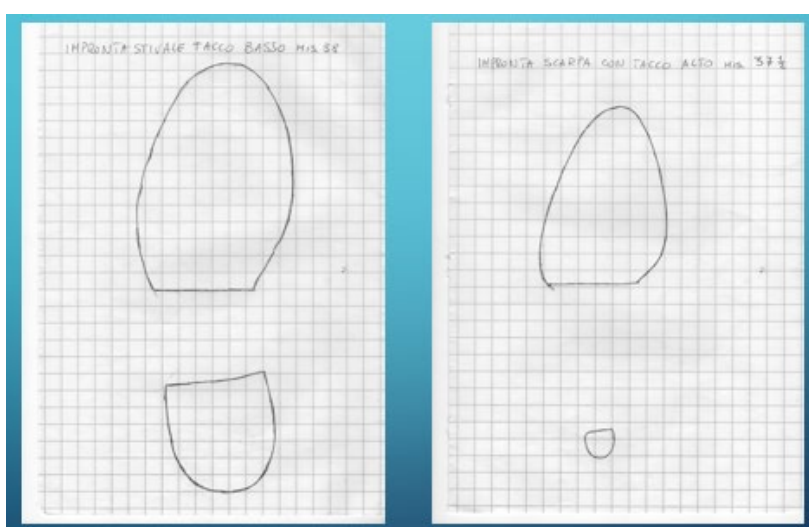 IMPRONTA STIVALE TACCO BASSO MIS 38
IMPRONTA SCARPA CON TACCO ALTO MIS 37 ½